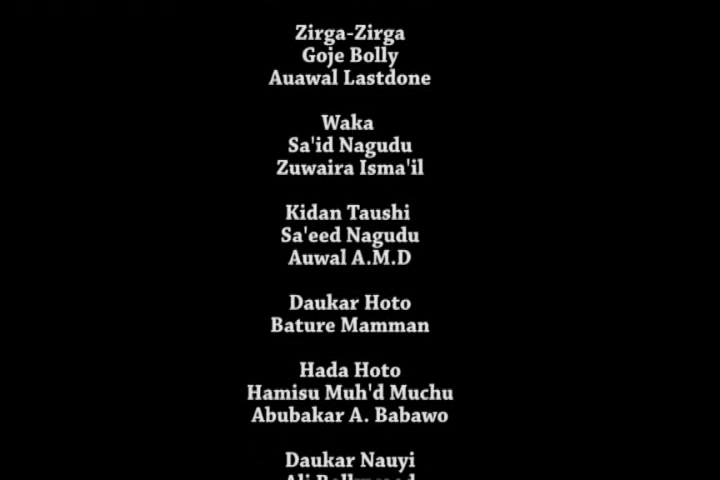 Zirga-Zirga
Goje Bolly
Auawal Lastdone
Waka
Sa'id Nagudu
Zuwaira Isma'il
Kidan Taushi
Sa'eed Nagudu
Auwal A.M.D
Daukar Hoto
Bature Mamman
Hada Hoto
Hamisu Muh'd Muchu
Abubakar A. Babawo
Daukar Nauyi
Ali